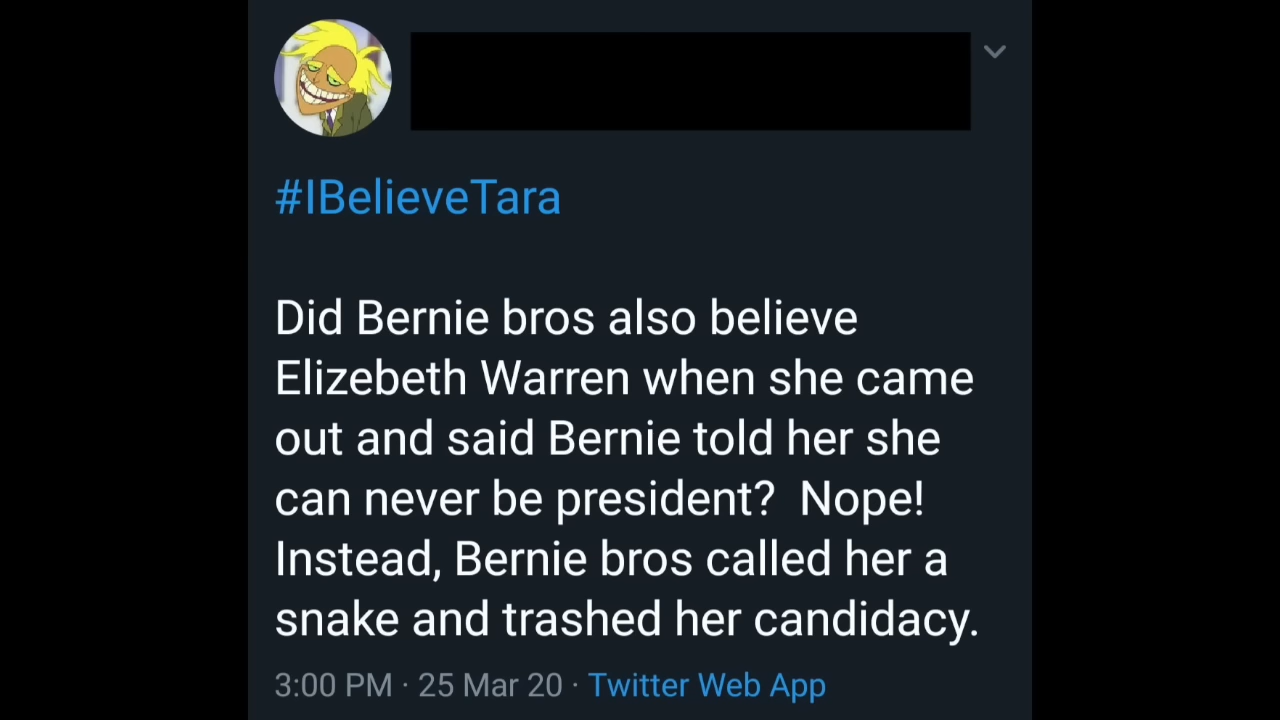 #IBelieveTara
Did Bernie bros also believe
Elizebeth Warren when she came
out and said Bernie told her she
can never be president?  Nope!
Instead, Bernie bros called her a
snake and trashed her candidacy.
3:00 PM · 25 Mar 20 · Twitter Web App